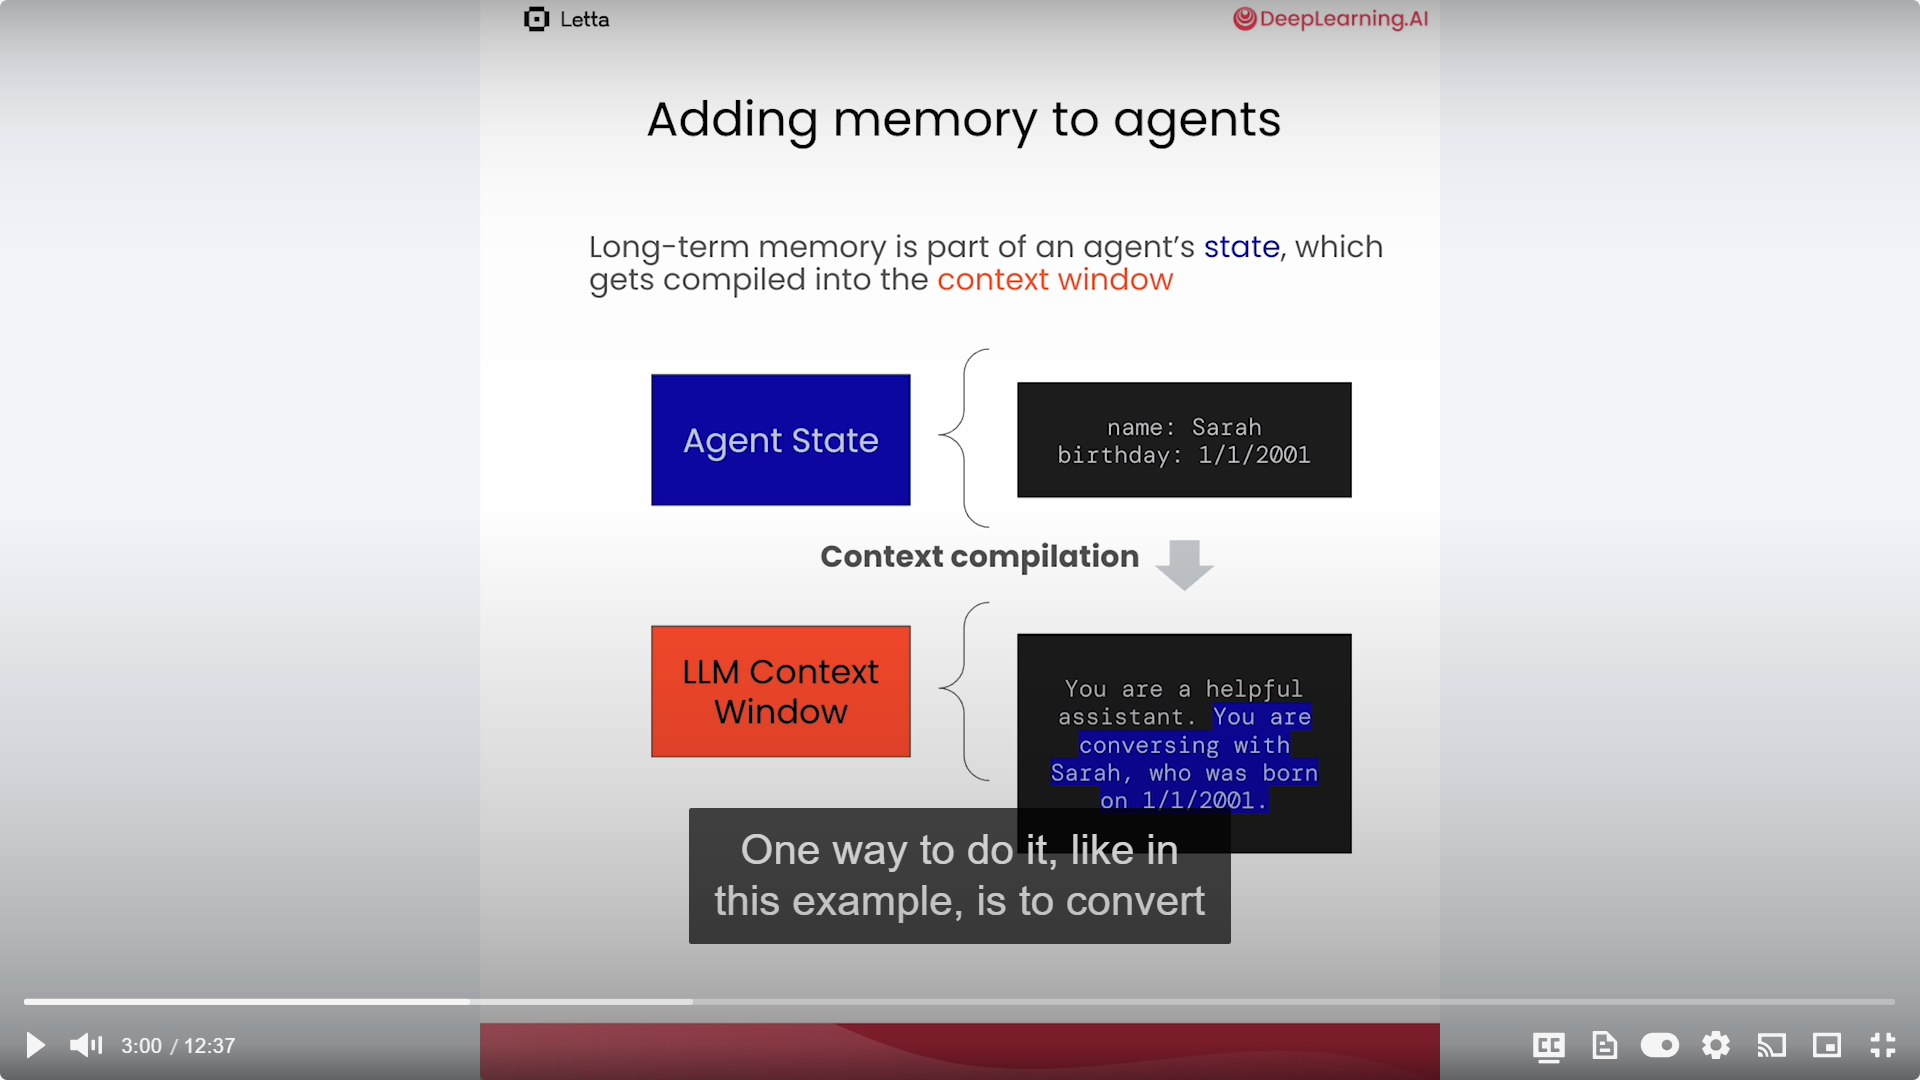 Letta
DeepLearning.AI
Adding memory to agents
Long-term memory is part of an agent's state, which
gets compiled into the context window
Agent State
name: Sarah
birthday: 1/1/2001
Context compilation
LLM Context
Window
You are a helpful
assistant. You are
conversing with
Sarah, who was born
on 1/1/2001.
One way to do it, like in
this example, is to convert
3:00 / 12:37
CC